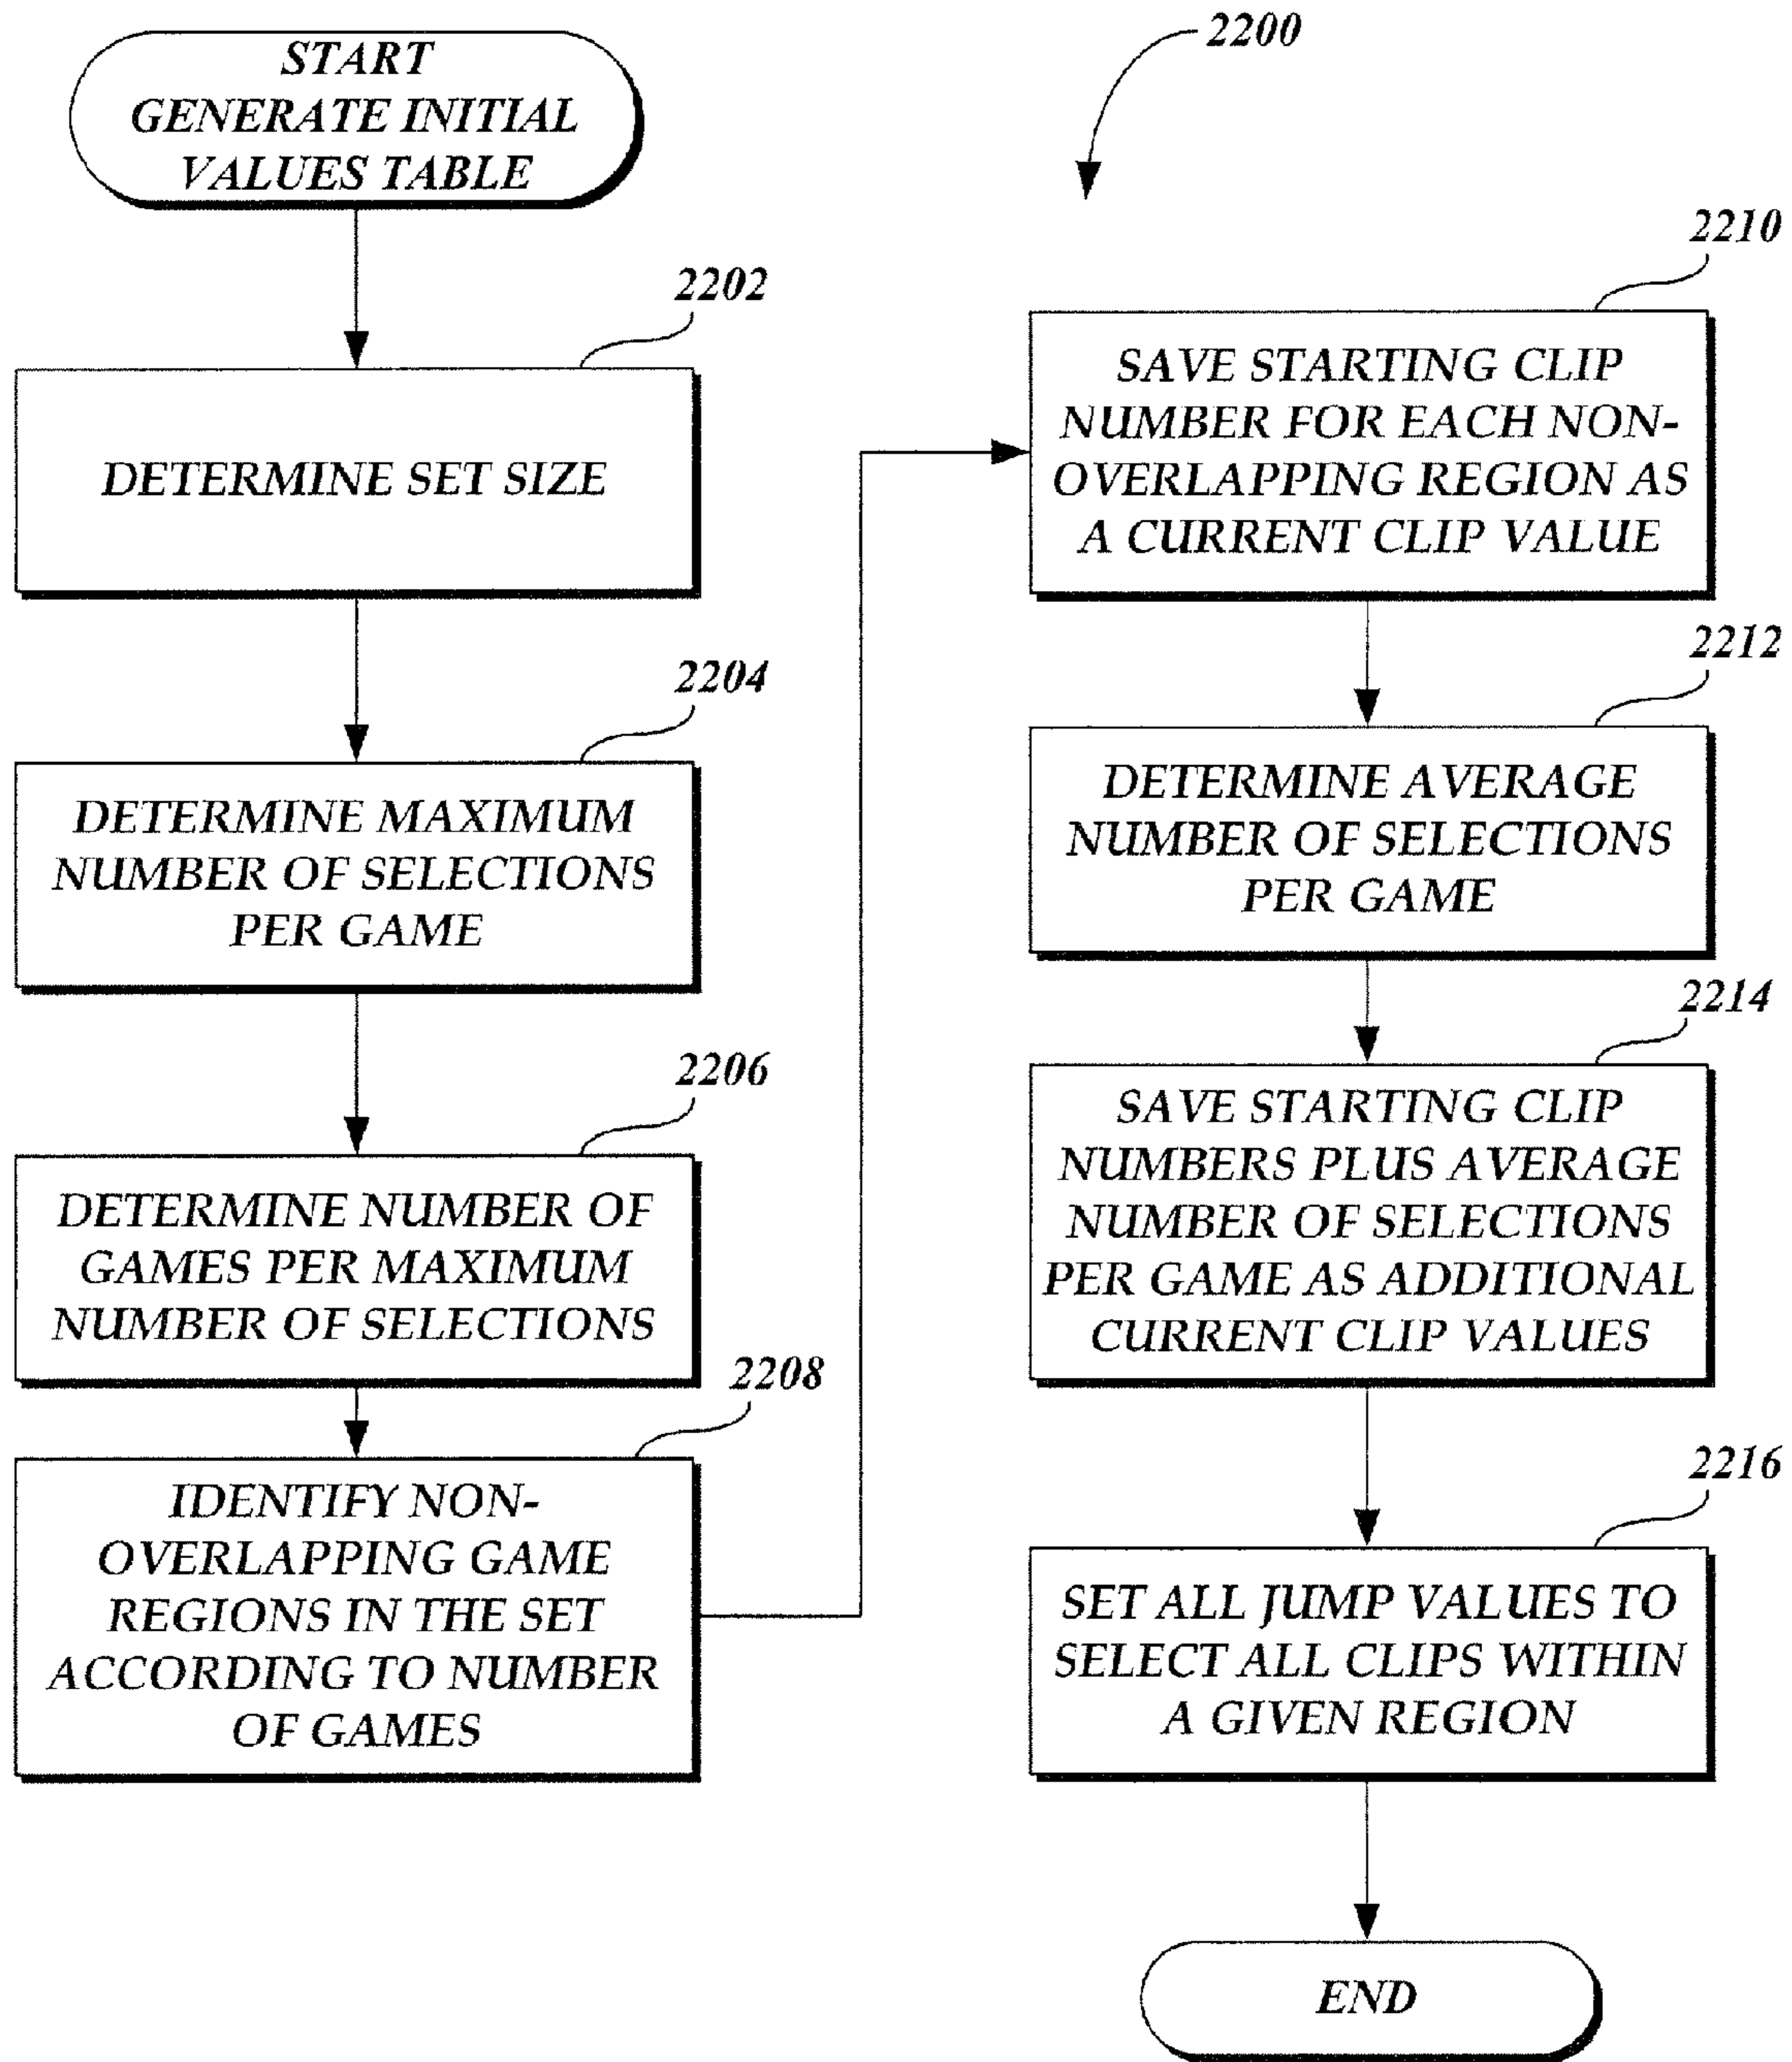 START
GENERATE INITIAL
VALUES TABLE
2202
DETERMINE SET SIZE
2204
DETERMINE MAXIMUM
NUMBER OF SELECTIONS
PER GAME
2206
DETERMINE NUMBER OF
GAMES PER MAXIMUM
NUMBER OF SELECTIONS
2208
IDENTIFY NON-
OVERLAPPING GAME
REGIONS IN THE SET
ACCORDING TO NUMBER
OF GAMES
2200
2210
SAVE STARTING CLIP
NUMBER FOR EACH NON-
OVERLAPPING REGION AS
A CURRENT CLIP VALUE
2212
DETERMINE AVERAGE
NUMBER OF SELECTIONS
PER GAME
2214
SAVE STARTING CLIP
NUMBERS PLUS AVERAGE
NUMBER OF SELECTIONS
PER GAME AS ADDITIONAL
CURRENT CLIP VALUES
2216
SET ALL JUMP VALUES TO
SELECT ALL CLIPS WITHIN
A GIVEN REGION
END